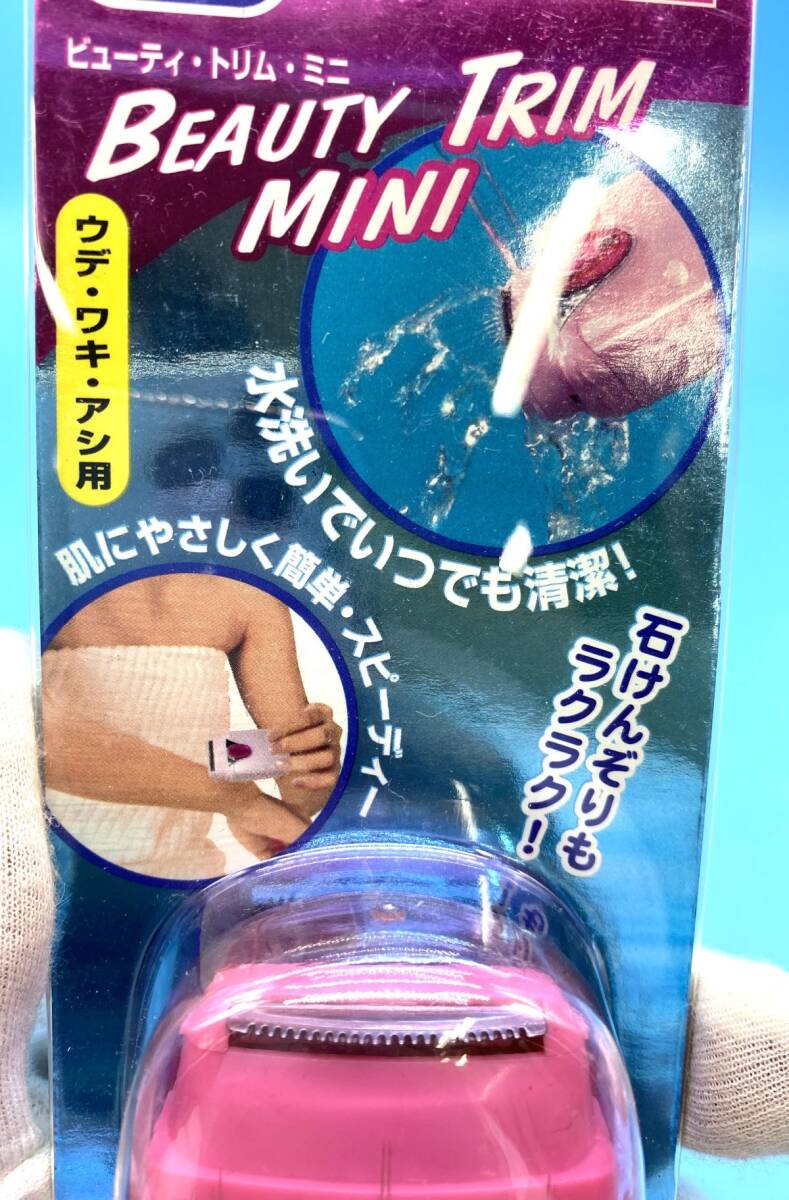 ビューティ・トリム・ミニ
BEAUTY TRIM
MINI
ウデ・ワキ・アシ用
水洗いでいつでも清潔!
肌にやさしく簡単・スピーディー
石けんぞりも
ラクラク!